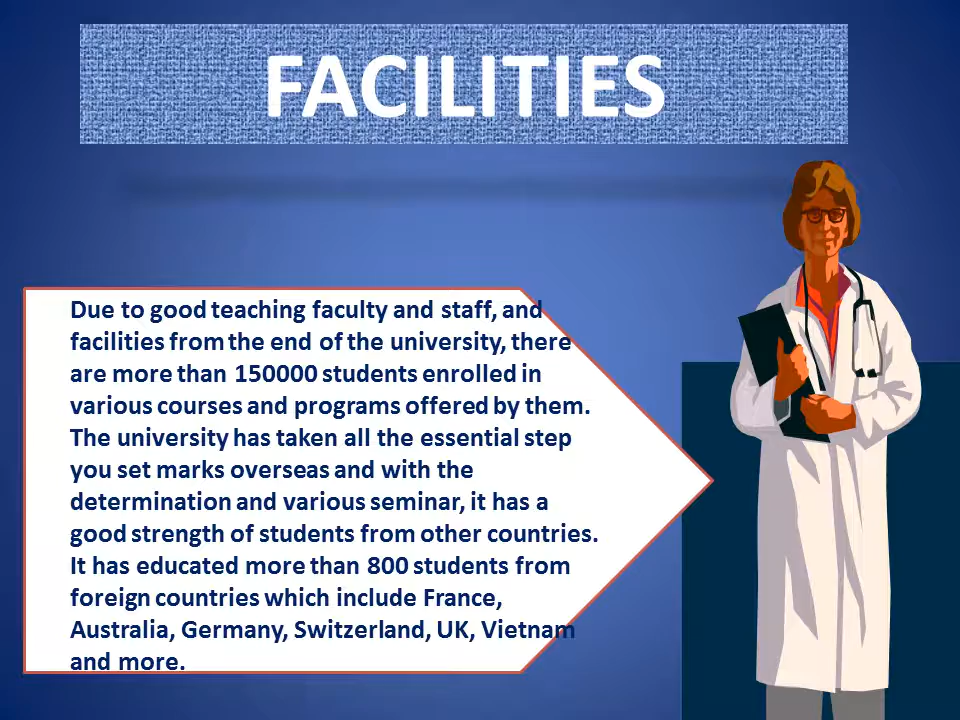 FACILITIES
Due to good teaching faculty and staff, and
facilities from the end of the university, there
are more than 150000 students enrolled in
various courses and programs offered by them.
The university has taken all the essential step
you set marks overseas and with the
determination and various seminar, it has a
good strength of students from other countries.
It has educated more than 800 students from
foreign countries which include France,
Australia, Germany, Switzerland, UK, Vietnam
and more.